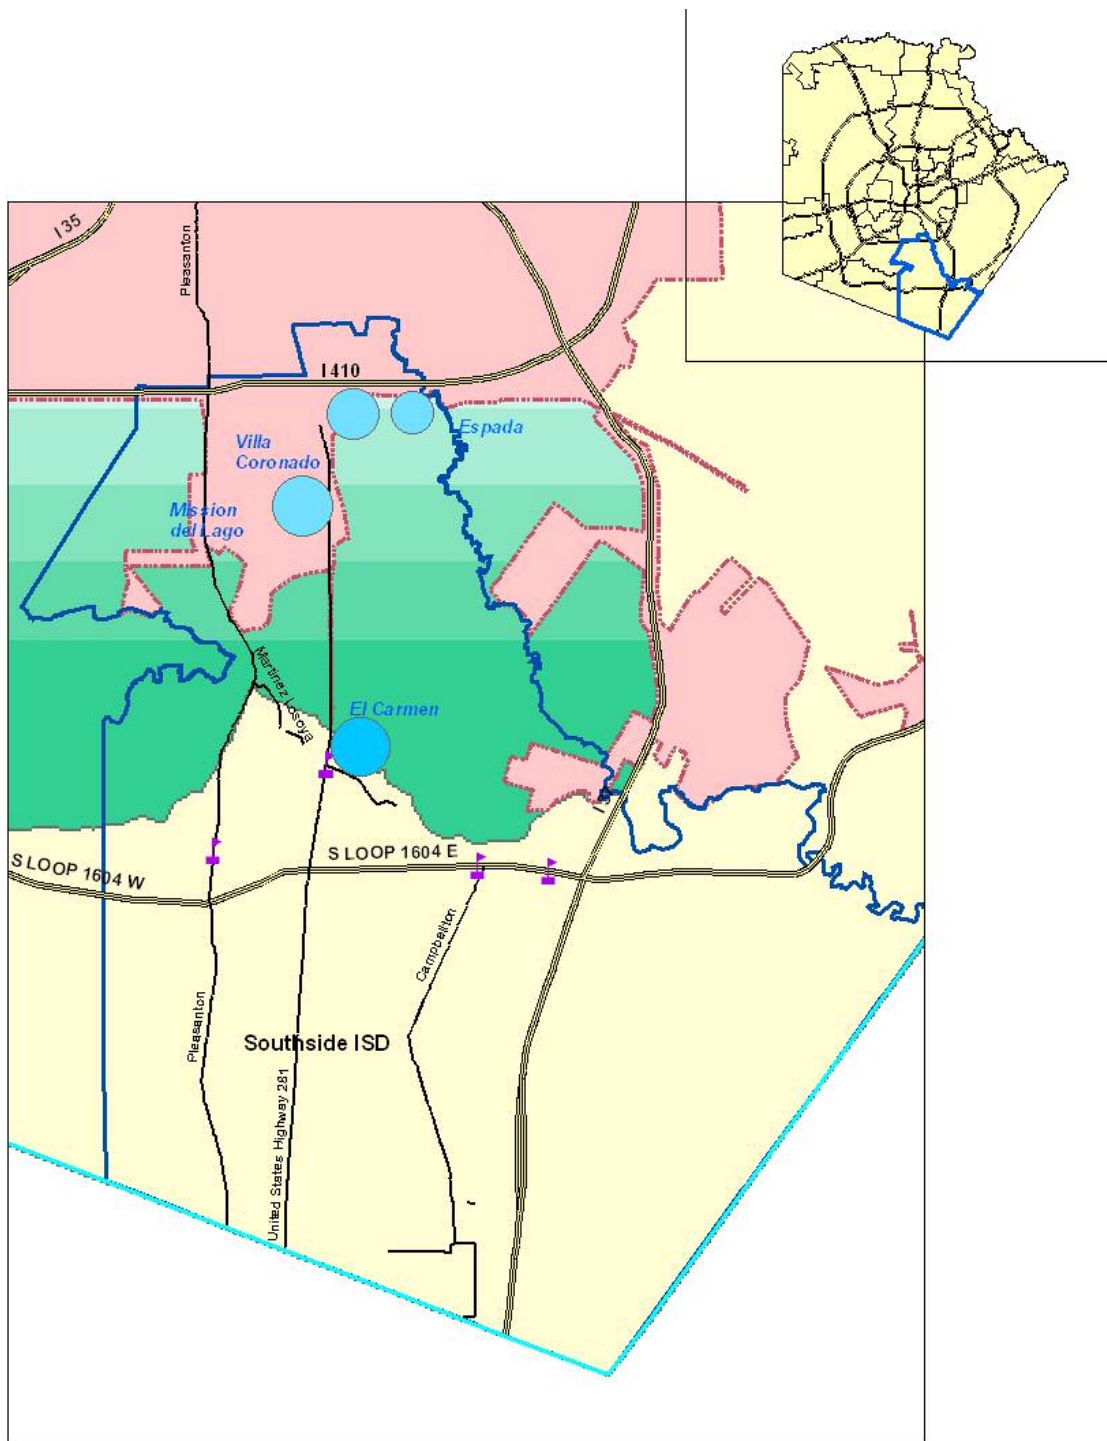 I 35
Pleasanton
I 410
Espada
Villa
Coronado
Mission
del Lago
Martinez Losoya
El Carmen
S LOOP 1604 E
S LOOP 1604 W
Campbellton
Pleasanton
Southside ISD
United States Highway 281